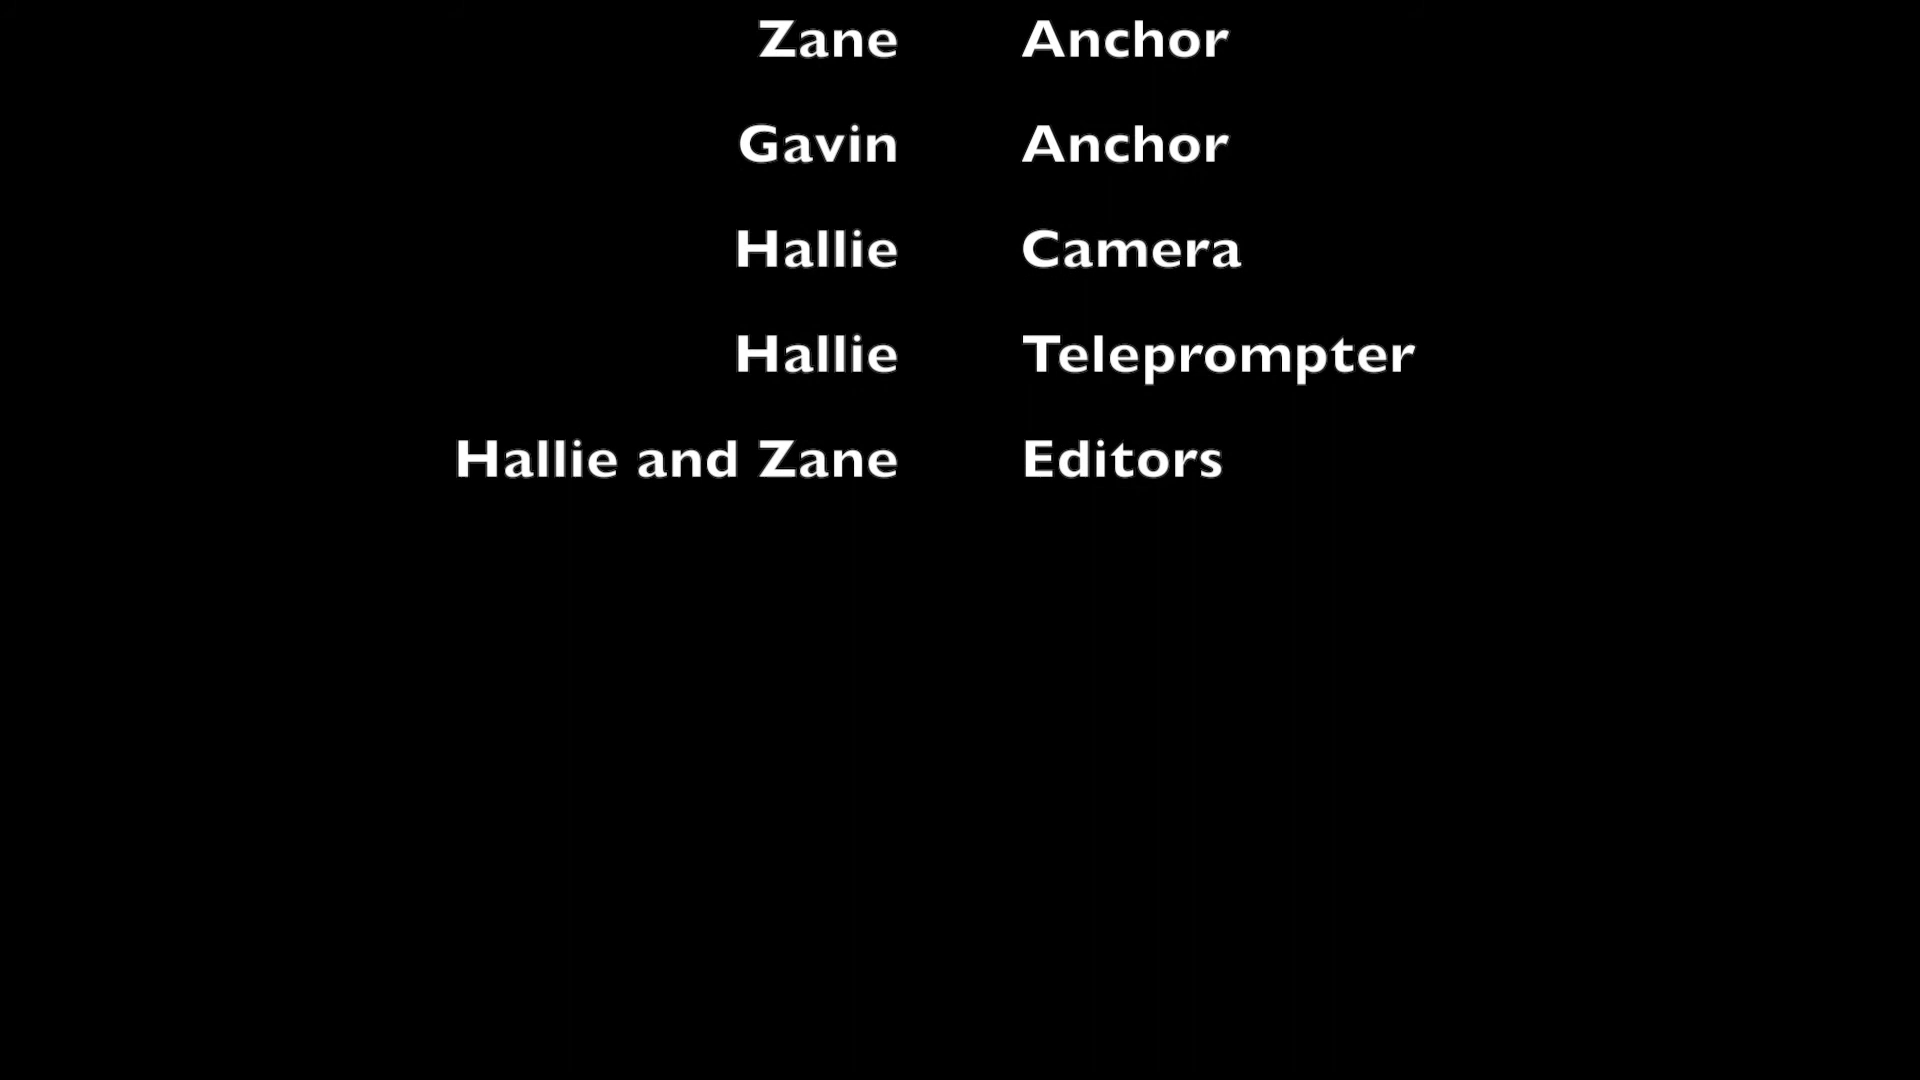 Zane Anchor
Gavin Anchor
Hallie Camera
Hallie Teleprompter
Hallie and Zane Editors